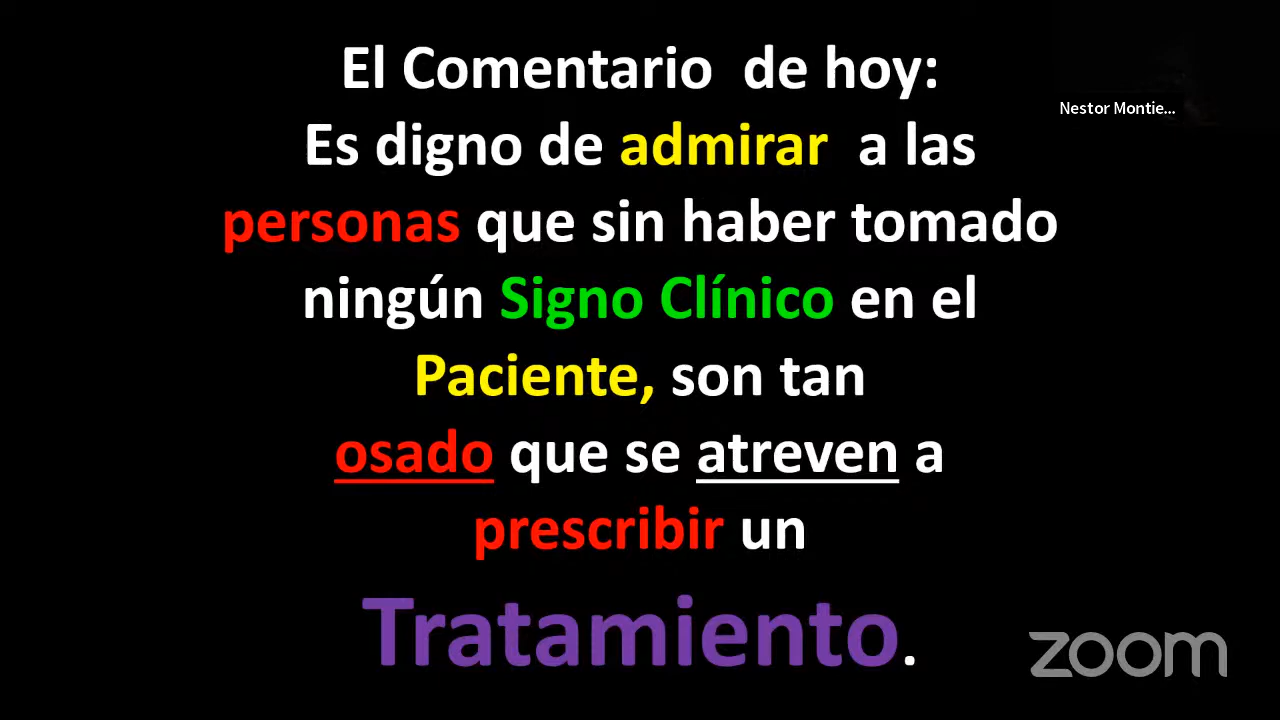 El Comentario de hoy:
Nestor Montie...
Es digno de admirar a las
personas que sin haber tomado
ningún Signo Clínico en el
Paciente, son tan
osado que se atreven a
prescribir un
Tratamiento.
zoom